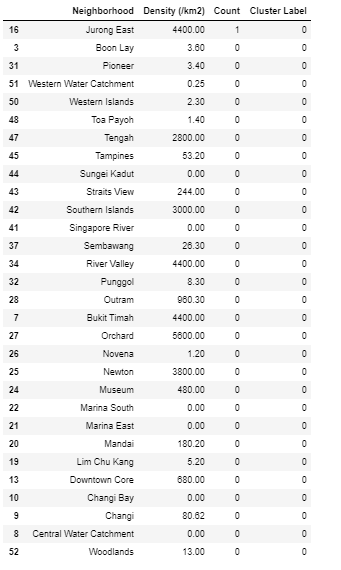 Neighborhood Density (/km2) Count Cluster Label
16 Jurong East 4400.00 1 0
3 Boon Lay 3.60 0 0
31 Pioneer 3.40 0 0
51 Western Water Catchment 0.25 0 0
50 Western Islands 2.30 0 0
48 Toa Payoh 1.40 0 0
47 Tengah 2800.00 0 0
45 Tampines 53.20 0 0
44 Sungei Kadut 0.00 0 0
43 Straits View 244.00 0 0
42 Southern Islands 3000.00 0 0
41 Singapore River 0.00 0 0
37 Sembawang 26.30 0 0
34 River Valley 4400.00 0 0
32 Punggol 8.30 0 0
28 Outram 960.30 0 0
7 Bukit Timah 4400.00 0 0
27 Orchard 5600.00 0 0
26 Novena 1.20 0 0
25 Newton 3800.00 0 0
24 Museum 480.00 0 0
22 Marina South 0.00 0 0
21 Marina East 0.00 0 0
20 Mandai 180.20 0 0
19 Lim Chu Kang 5.20 0 0
13 Downtown Core 680.00 0 0
10 Changi Bay 0.00 0 0
9 Changi 80.62 0 0
8 Central Water Catchment 0.00 0 0
52 Woodlands 13.00 0 0